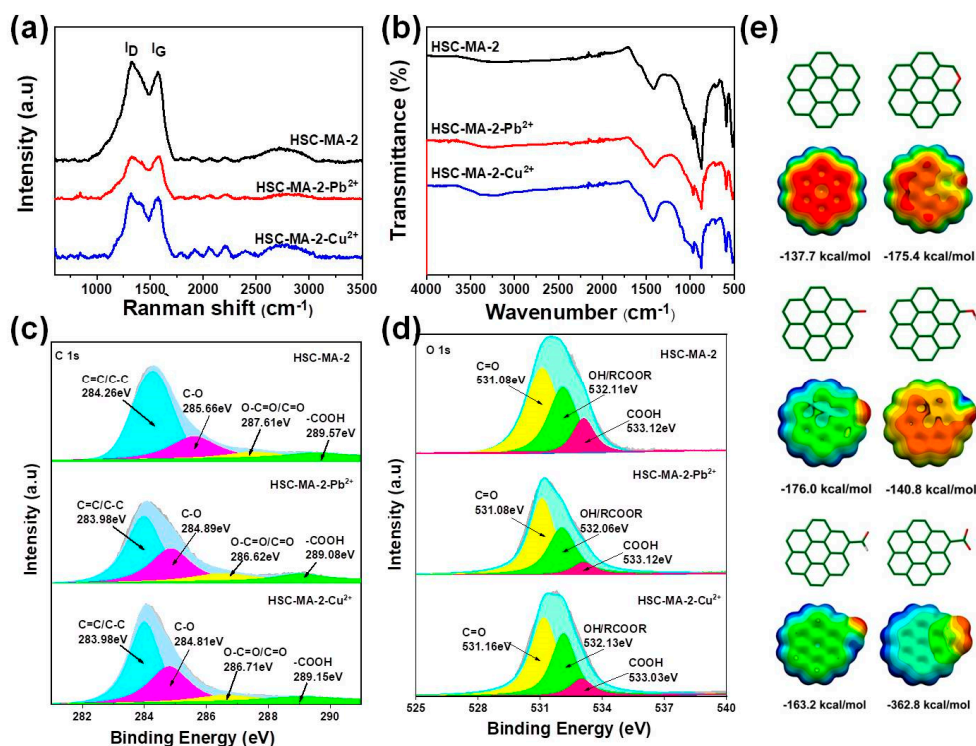 (a)
I_D I_G
HSC-MA-2
HSC-MA-2-Pb²⁺
HSC-MA-2-Cu²⁺
Intensity (a.u)
1000 1500 2000 2500 3000 3500
Ranman shift (cm⁻¹)
(b)
HSC-MA-2
HSC-MA-2-Pb²⁺
HSC-MA-2-Cu²⁺
Transmittance (%)
4000 3500 3000 2500 2000 1500 1000 500
Wavenumber (cm⁻¹)
(c)
C 1s
HSC-MA-2
C=C/C-C
284.26eV
C-O
285.66eV
O-C=O/C=O
287.61eV
-COOH
289.57eV
HSC-MA-2-Pb²⁺
C=C/C-C
283.98eV
C-O
284.89eV
O-C=O/C=O
286.62eV
-COOH
289.08eV
HSC-MA-2-Cu²⁺
C=C/C-C
283.98eV
C-O
284.81eV
O-C=O/C=O
286.71eV
-COOH
289.15eV
Intensity (a.u)
282 284 286 288 290
Binding Energy (eV)
(d)
O 1s
HSC-MA-2
C=O
531.08eV
OH/RCOOR
532.11eV
COOH
533.12eV
HSC-MA-2-Pb²⁺
C=O
531.08eV
OH/RCOOR
532.06eV
COOH
533.12eV
HSC-MA-2-Cu²⁺
C=O
531.16eV
OH/RCOOR
532.13eV
COOH
533.03eV
Intensity (a.u)
525 528 531 534 537 540
Binding Energy (eV)
(e)
-137.7 kcal/mol -175.4 kcal/mol
-176.0 kcal/mol -140.8 kcal/mol
-163.2 kcal/mol -362.8 kcal/mol